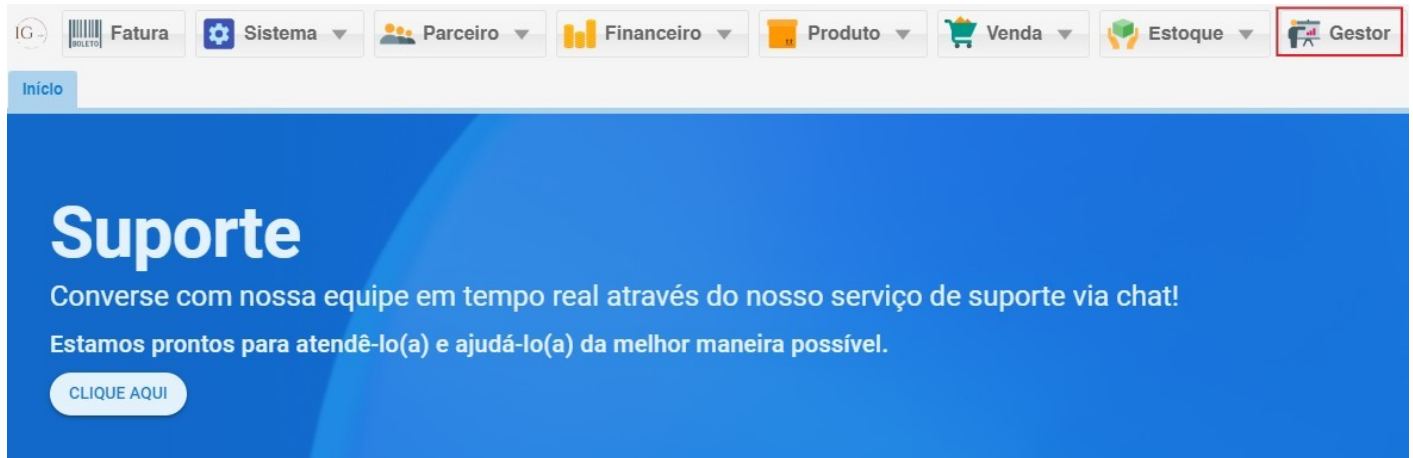 IG
BOLETO Fatura Sistema Parceiro Financeiro Produto Venda Estoque Gestor
Início
Suporte
Converse com nossa equipe em tempo real através do nosso serviço de suporte via chat!
Estamos prontos para atendê-lo(a) e ajudá-lo(a) da melhor maneira possível.
CLIQUE AQUI